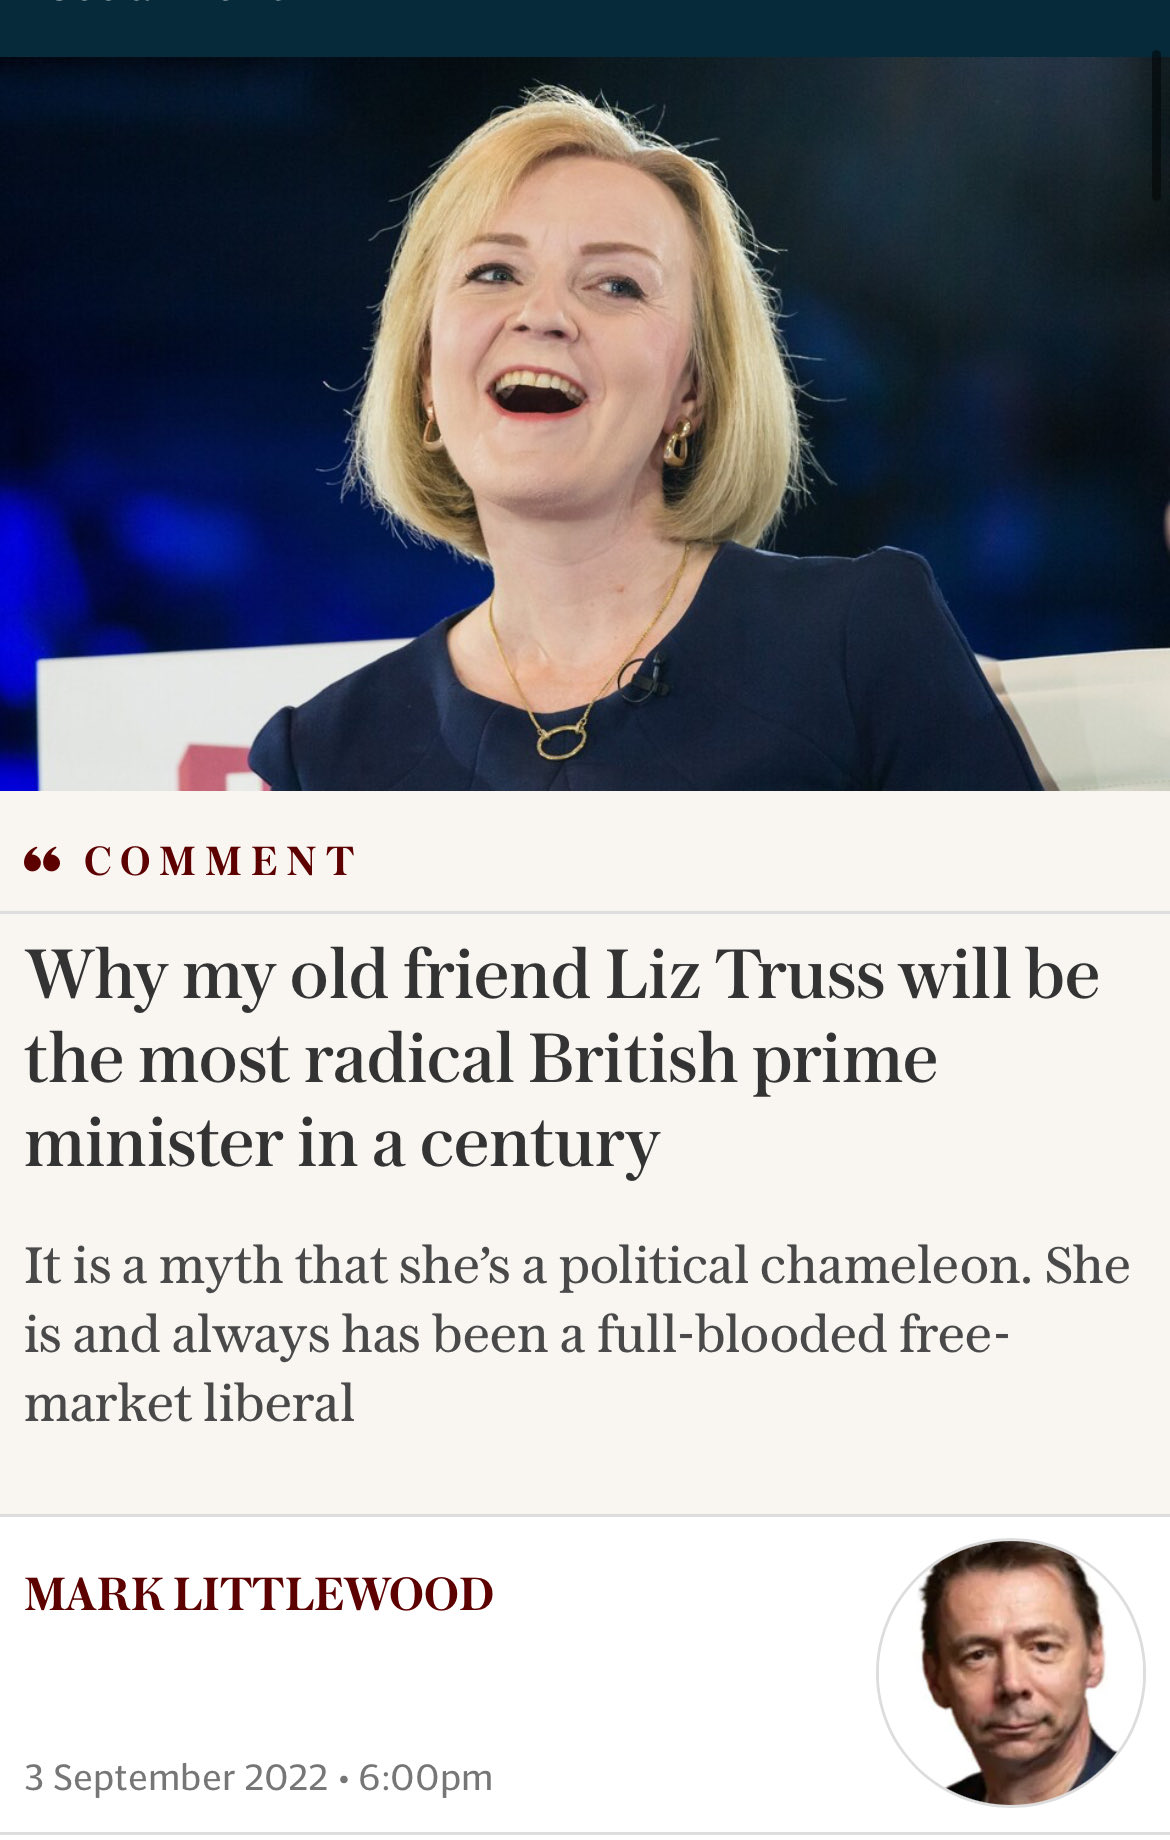 “ COMMENT
Why my old friend Liz Truss will be
the most radical British prime
minister in a century
It is a myth that she’s a political chameleon. She
is and always has been a full-blooded free-
market liberal
MARK LITTLEWOOD
3 September 2022 • 6:00pm